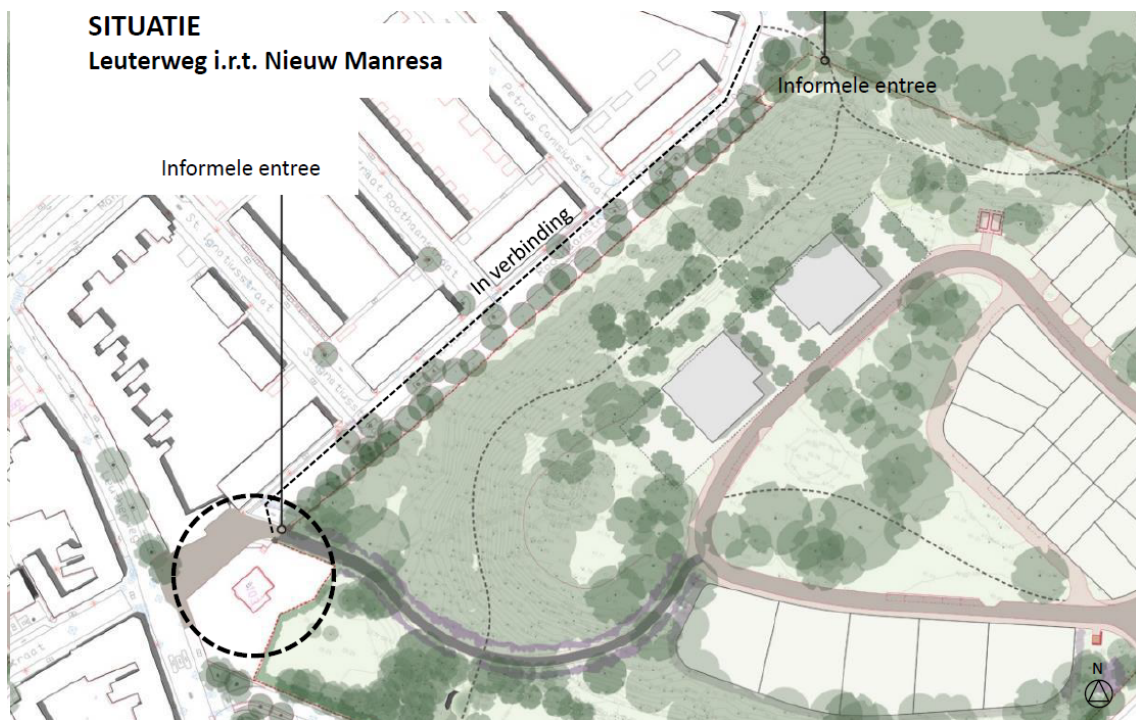 SITUATIE
Leuterweg i.r.t. Nieuw Manresa
Informele entree
Informele entree
In verbinding
Petrus Canisiusstraat
St. Ignatiusstraat
N